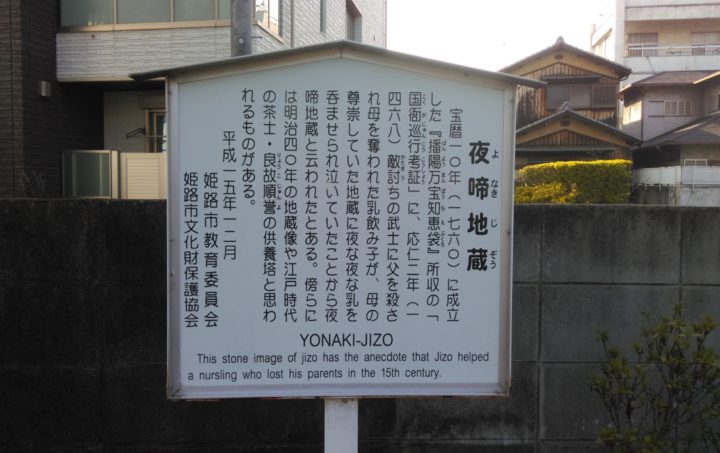 夜啼地蔵
よなきじぞう
宝暦一〇年(一七六〇)に成立
した『播陽万宝知恵袋』所収の「
国衙巡行考証」に、応仁二年(一
四六八)敵討ちの武士に父を殺さ
れ母を奪われた乳飲み子が、母の
尊崇していた地蔵に夜な夜な乳を
呑ませられ泣いていたことから夜
啼地蔵と云われたとある。傍らに
は明治四〇年の地蔵像や江戸時代
の茶士・良故順誉の供養塔と思わ
れるものがある。
平成一五年一二月
姫路市教育委員会
姫路市文化財保護協会
YONAKI-JIZO
This stone image of jizo has the anecdote that Jizo helped
a nursling who lost his parents in the 15th century.